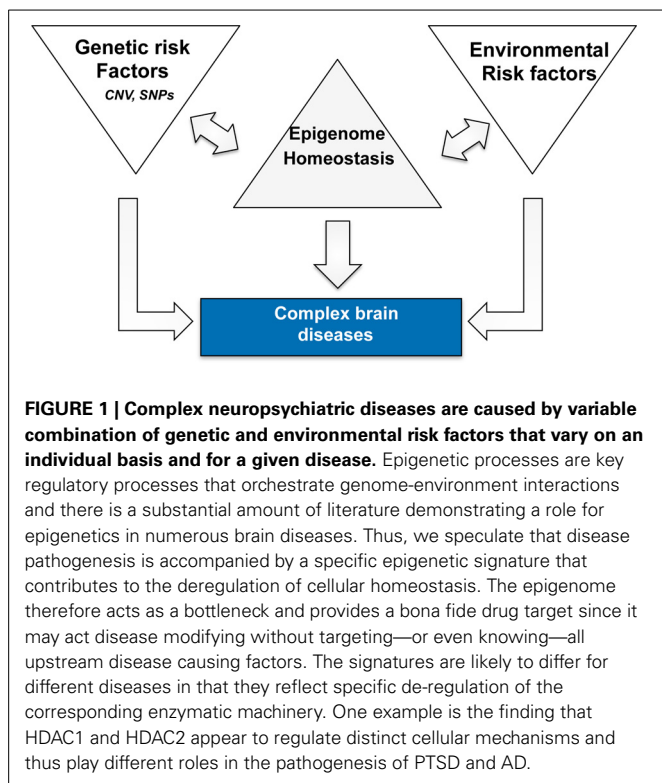 Genetic risk
Factors
CNV, SNPs
Environmental
Risk factors
Epigenome
Homeostasis
Complex brain
diseases
FIGURE 1 | Complex neuropsychiatric diseases are caused by variable
combination of genetic and environmental risk factors that vary on an
individual basis and for a given disease. Epigenetic processes are key
regulatory processes that orchestrate genome-environment interactions
and there is a substantial amount of literature demonstrating a role for
epigenetics in numerous brain diseases. Thus, we speculate that disease
pathogenesis is accompanied by a specific epigenetic signature that
contributes to the deregulation of cellular homeostasis. The epigenome
therefore acts as a bottleneck and provides a bona fide drug target since it
may act disease modifying without targeting—or even knowing—all
upstream disease causing factors. The signatures are likely to differ for
different diseases in that they reflect specific de-regulation of the
corresponding enzymatic machinery. One example is the finding that
HDAC1 and HDAC2 appear to regulate distinct cellular mechanisms and
thus play different roles in the pathogenesis of PTSD and AD.